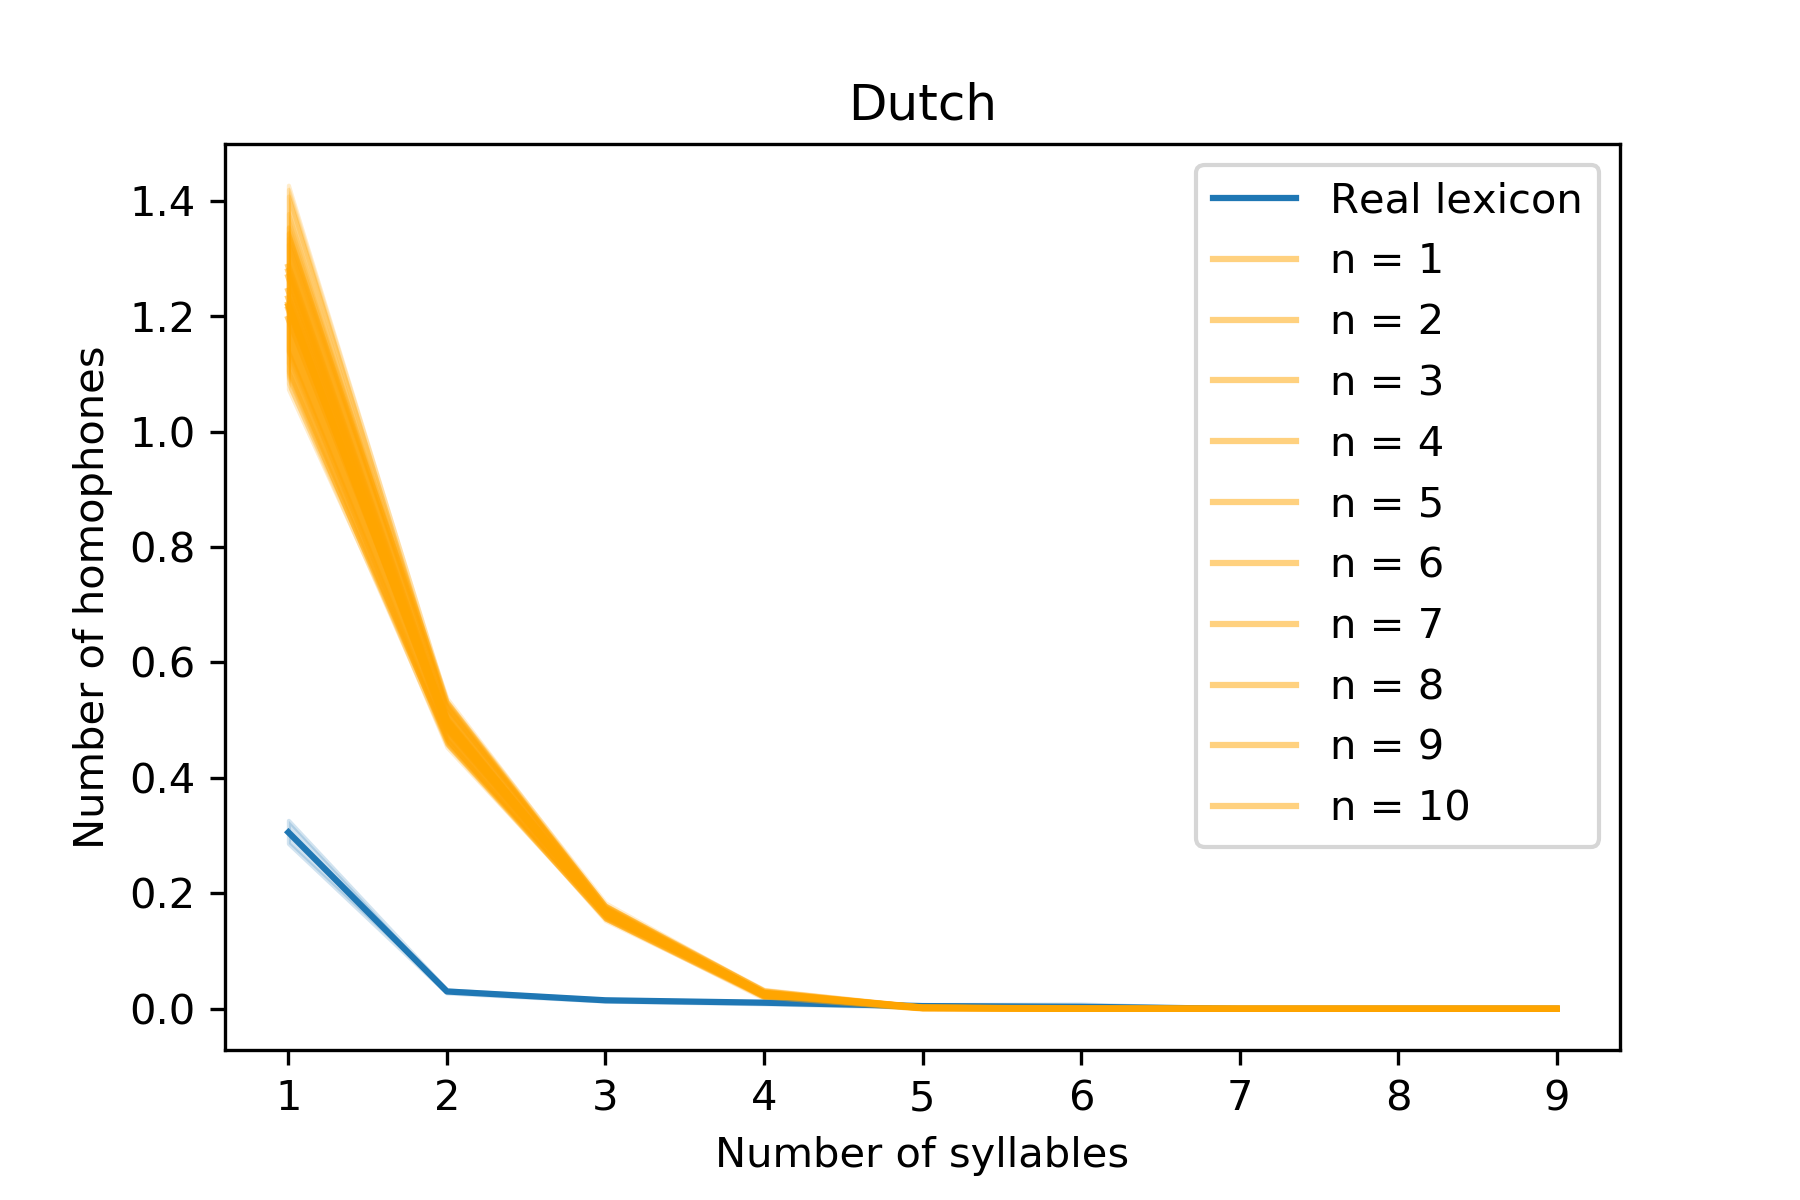 Dutch
Number of homophones
1.4
1.2
1.0
0.8
0.6
0.4
0.2
0.0
Real lexicon
n = 1
n = 2
n = 3
n = 4
n = 5
n = 6
n = 7
n = 8
n = 9
n = 10
1 2 3 4 5 6 7 8 9
Number of syllables